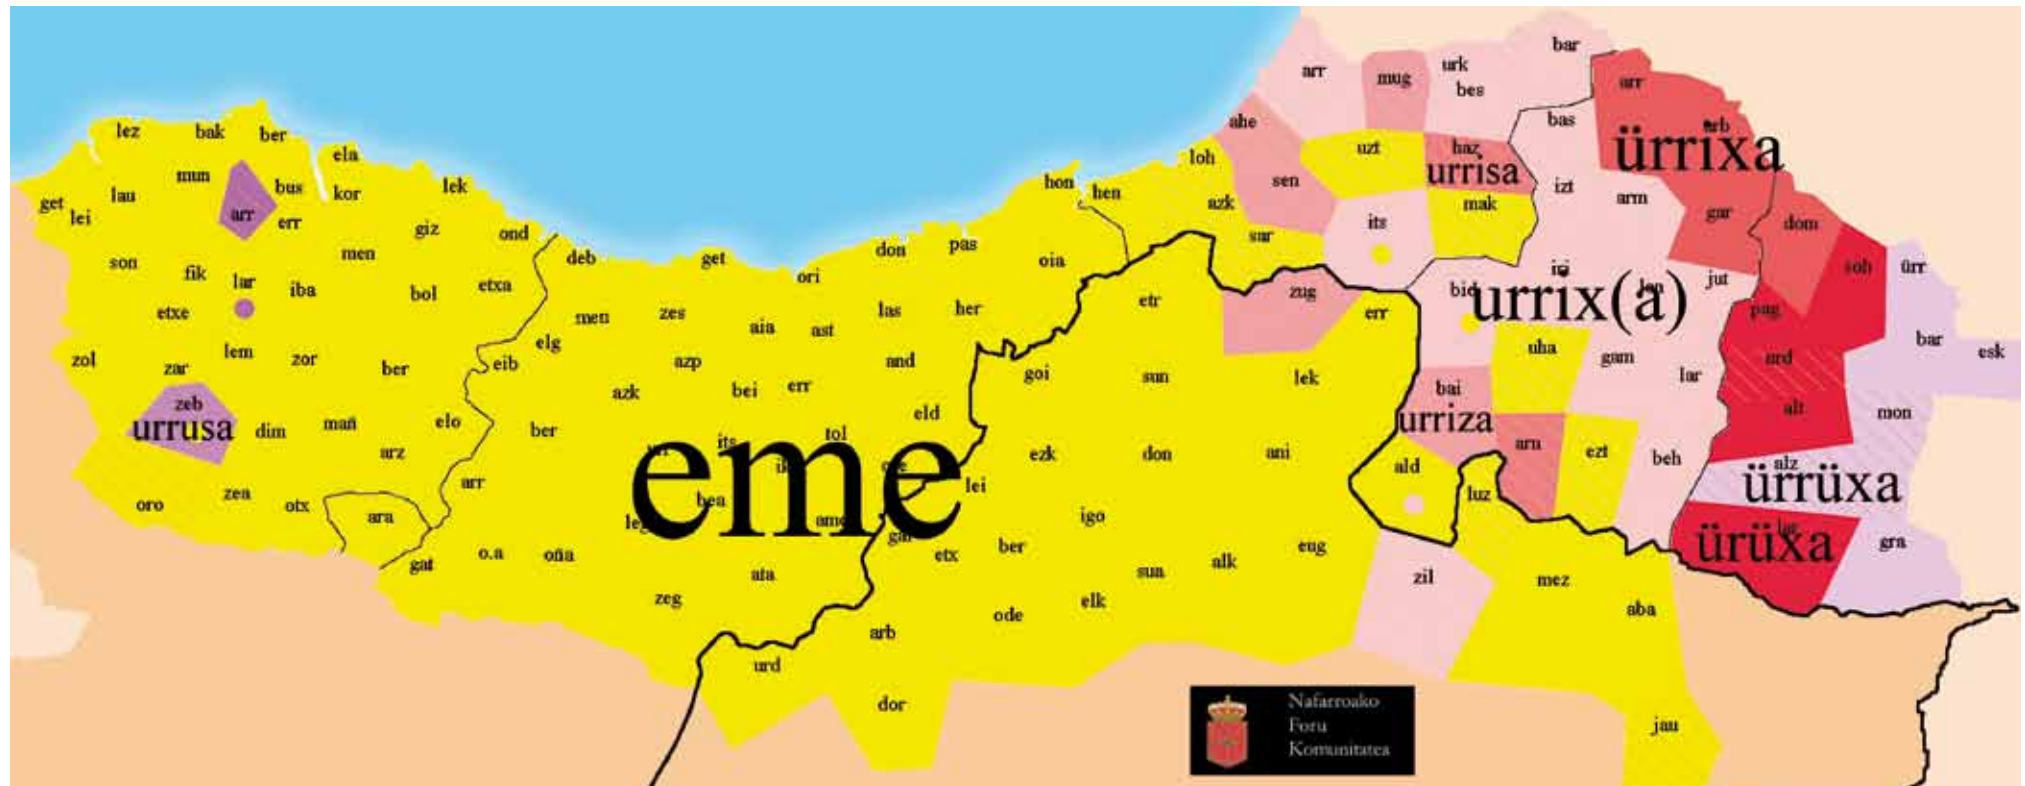 bar
arr
mug
urk
bes
arr
lez
bak
ber
ahe
bas
ürrixa
ela
loh
uzt
haz
urrisa
mun
lau
bus
kor
lek
hon
hen
sen
izt
arm
get
lei
arr
err
giz
ond
azk
its
mak
gar
dom
son
fik
lar
iba
men
bol
etxa
deb
get
ori
don
pas
oia
sar
soh
ürr
etxe
men
zes
aia
ast
las
her
etr
zug
err
urrix(a)
jut
pag
zol
zar
lem
zor
ber
eib
elg
azp
and
goi
sun
lek
uha
gam
lar
urd
bar
esk
zeb
urrusa
dim
mañ
elo
arz
ber
azk
bei
err
eld
bai
urriza
alt
mon
eme
its
tol
ezk
don
ani
ald
arn
ezt
beh
alz
ürrüxa
oro
zea
otx
ara
arr
bea
lei
igo
luz
ürüxa
gra
gat
o.a
oña
ata
zeg
etx
ber
sua
alk
eug
zil
mez
aba
arb
ode
elk
urd
dor
jau
Nafarroako
Foru
Komunitatea